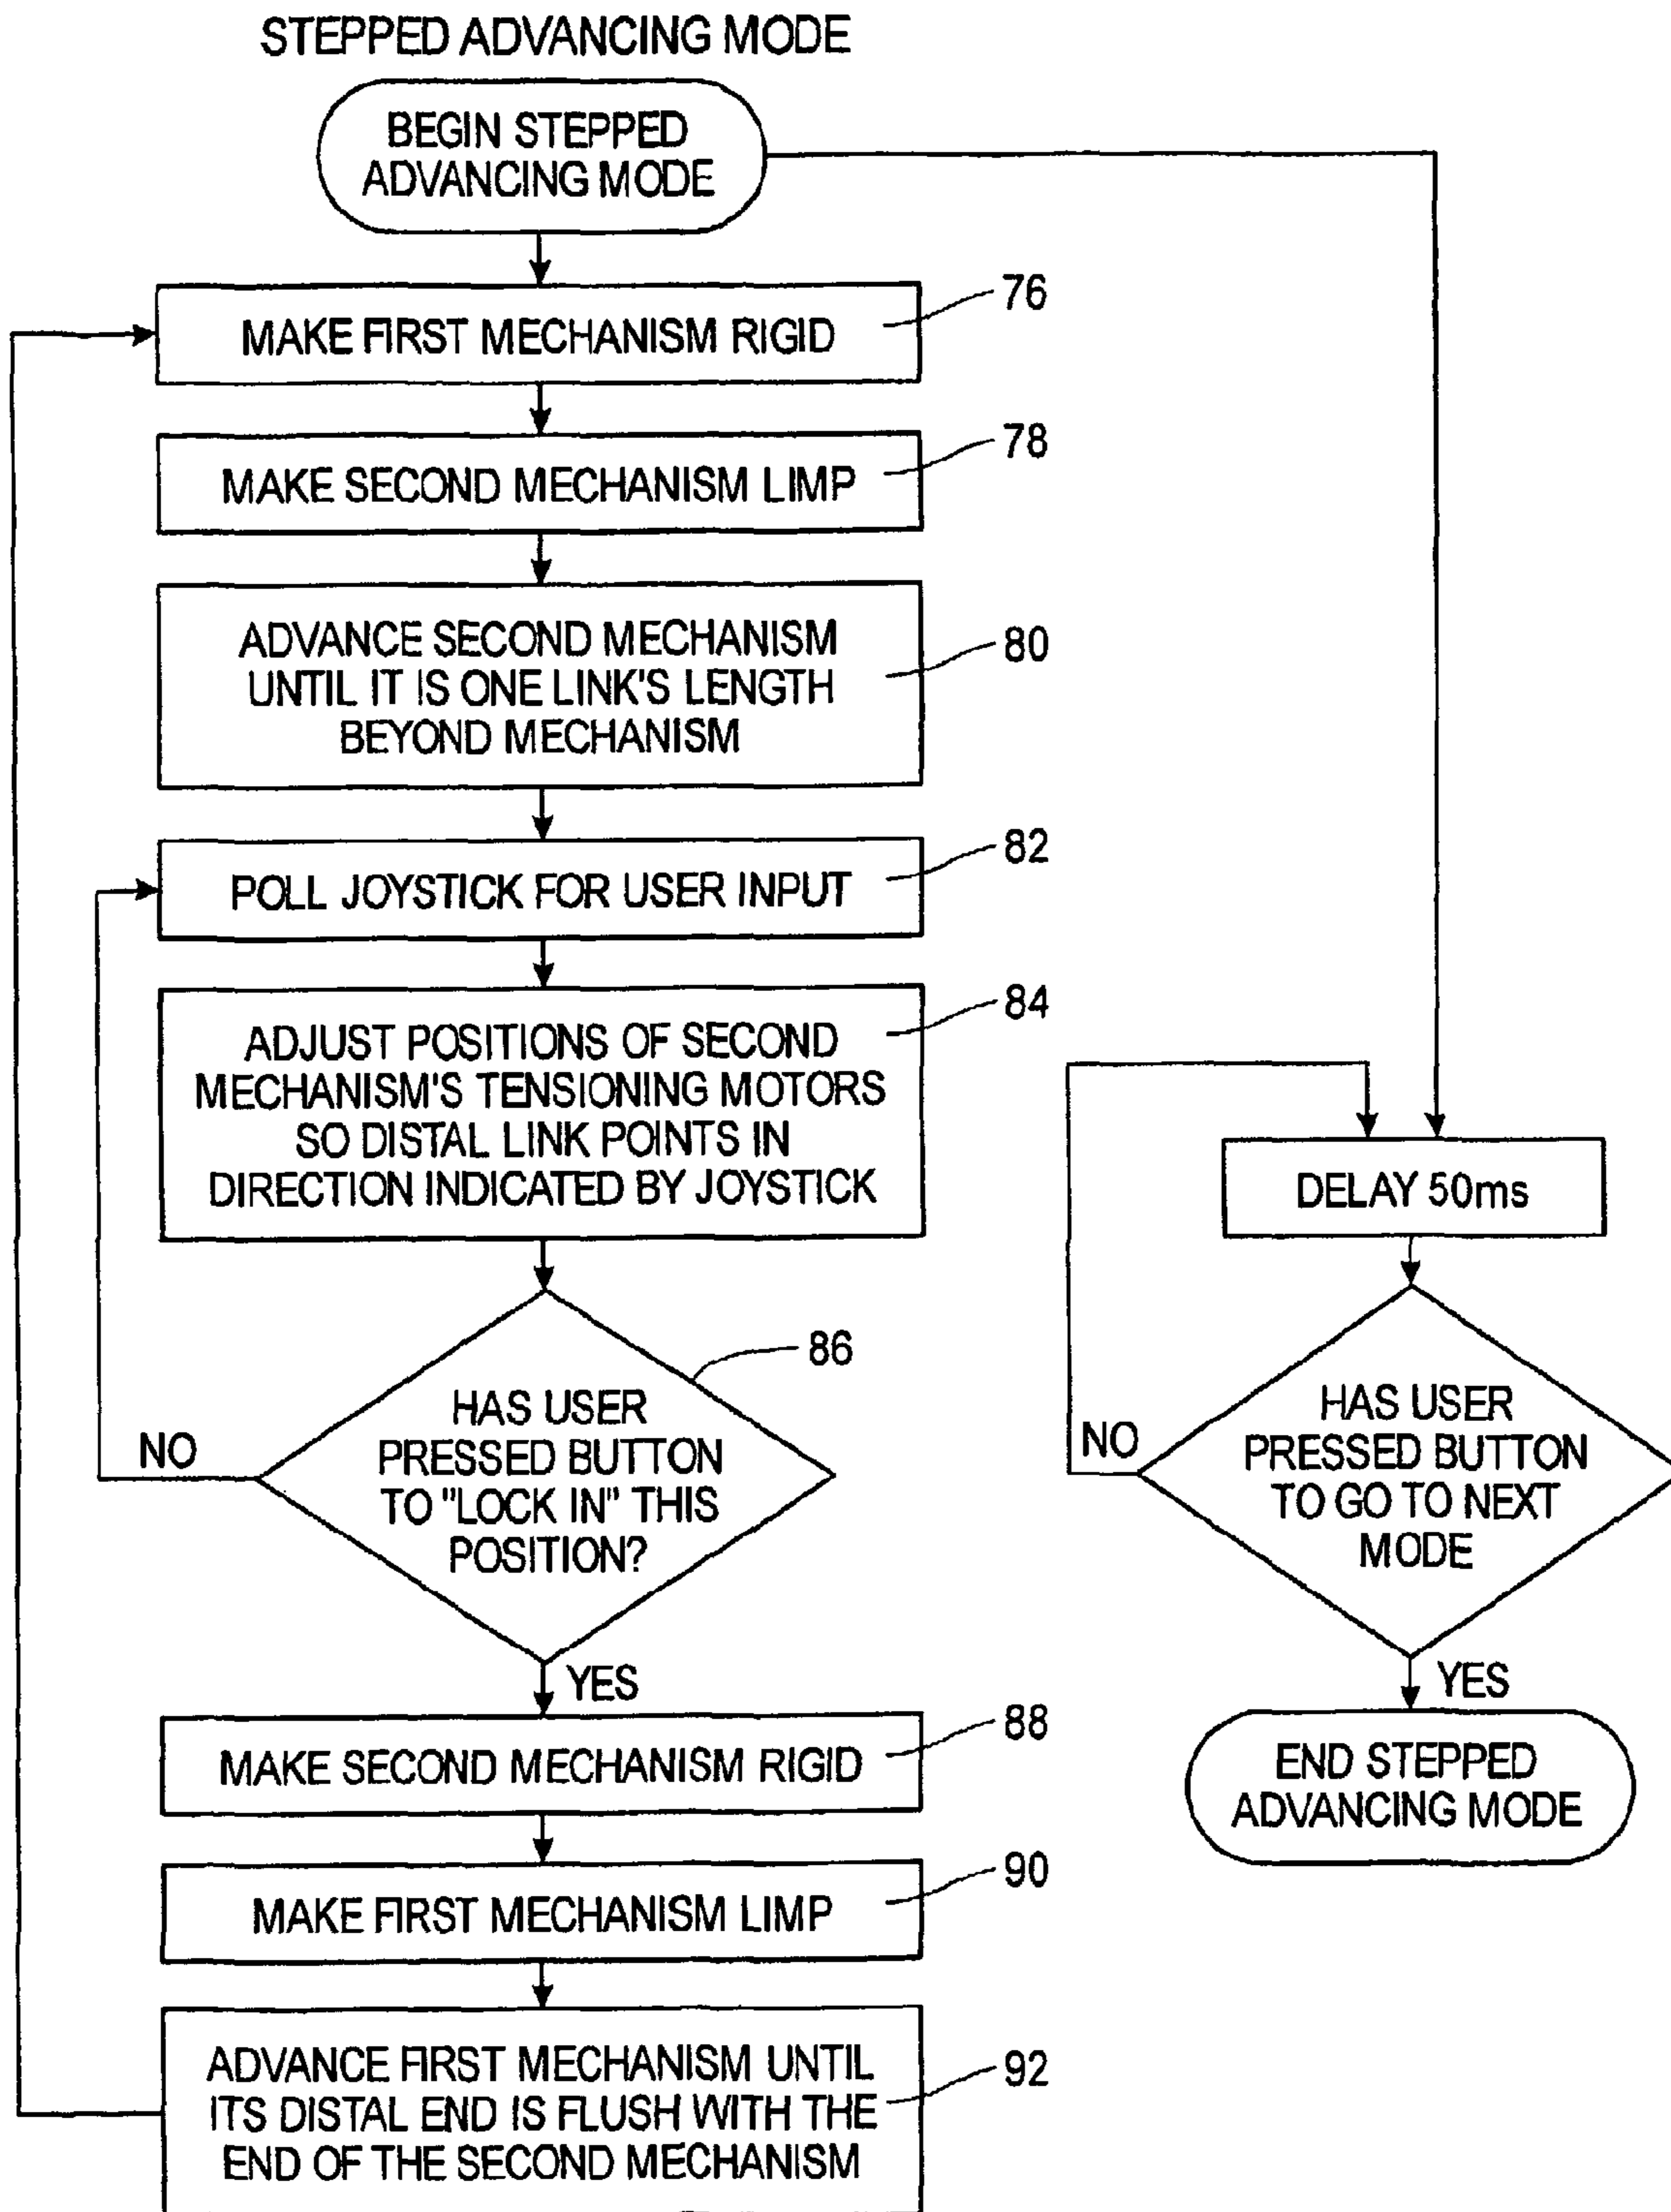 STEPPED ADVANCING MODE
BEGIN STEPPED
ADVANCING MODE
MAKE FIRST MECHANISM RIGID
76
MAKE SECOND MECHANISM LIMP
78
ADVANCE SECOND MECHANISM
UNTIL IT IS ONE LINK'S LENGTH
BEYOND MECHANISM
80
POLL JOYSTICK FOR USER INPUT
82
ADJUST POSITIONS OF SECOND
MECHANISM'S TENSIONING MOTORS
SO DISTAL LINK POINTS IN
DIRECTION INDICATED BY JOYSTICK
84
HAS USER
PRESSED BUTTON
TO "LOCK IN" THIS
POSITION?
86
NO
YES
MAKE SECOND MECHANISM RIGID
88
MAKE FIRST MECHANISM LIMP
90
ADVANCE FIRST MECHANISM UNTIL
ITS DISTAL END IS FLUSH WITH THE
END OF THE SECOND MECHANISM
92
DELAY 50ms
HAS USER
PRESSED BUTTON
TO GO TO NEXT
MODE
NO
YES
END STEPPED
ADVANCING MODE